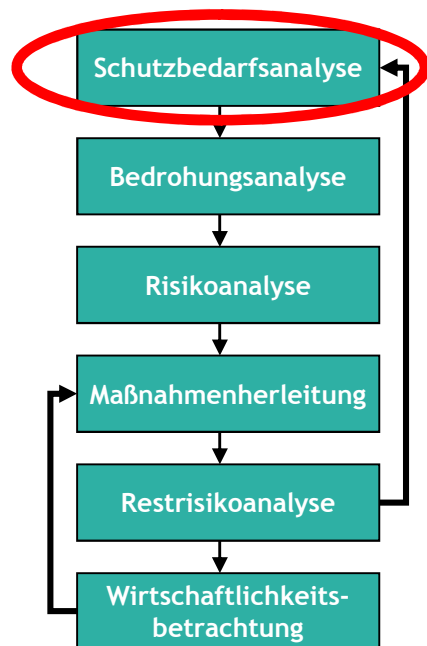 Schutzbedarfsanalyse
Bedrohungsanalyse
Risikoanalyse
Maßnahmenherleitung
Restrisikoanalyse
Wirtschaftlichkeits-
betrachtung